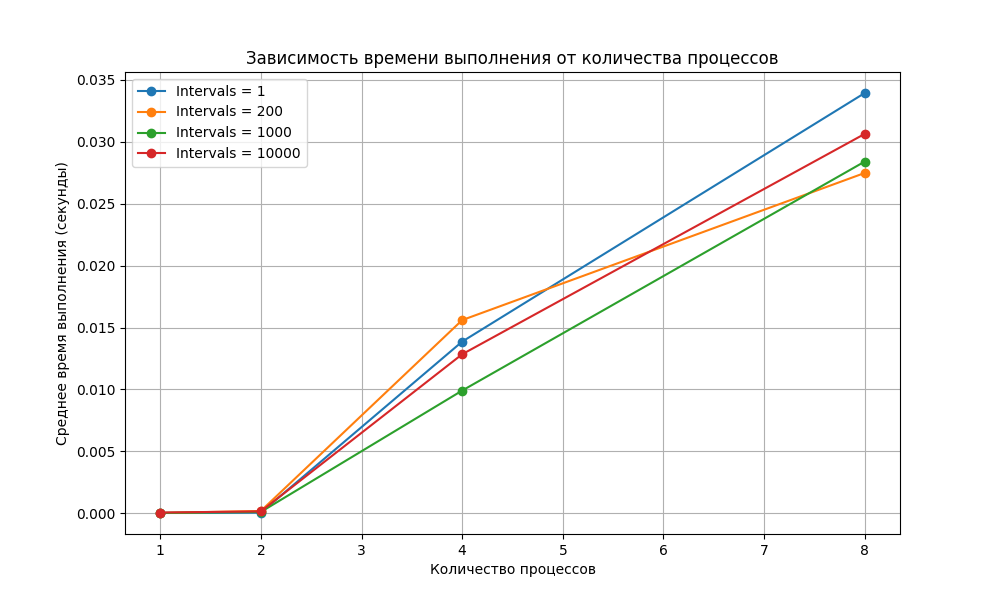 Зависимость времени выполнения от количества процессов
Intervals = 1
Intervals = 200
Intervals = 1000
Intervals = 10000
Среднее время выполнения (секунды)
0.035
0.030
0.025
0.020
0.015
0.010
0.005
0.000
1 2 3 4 5 6 7 8
Количество процессов